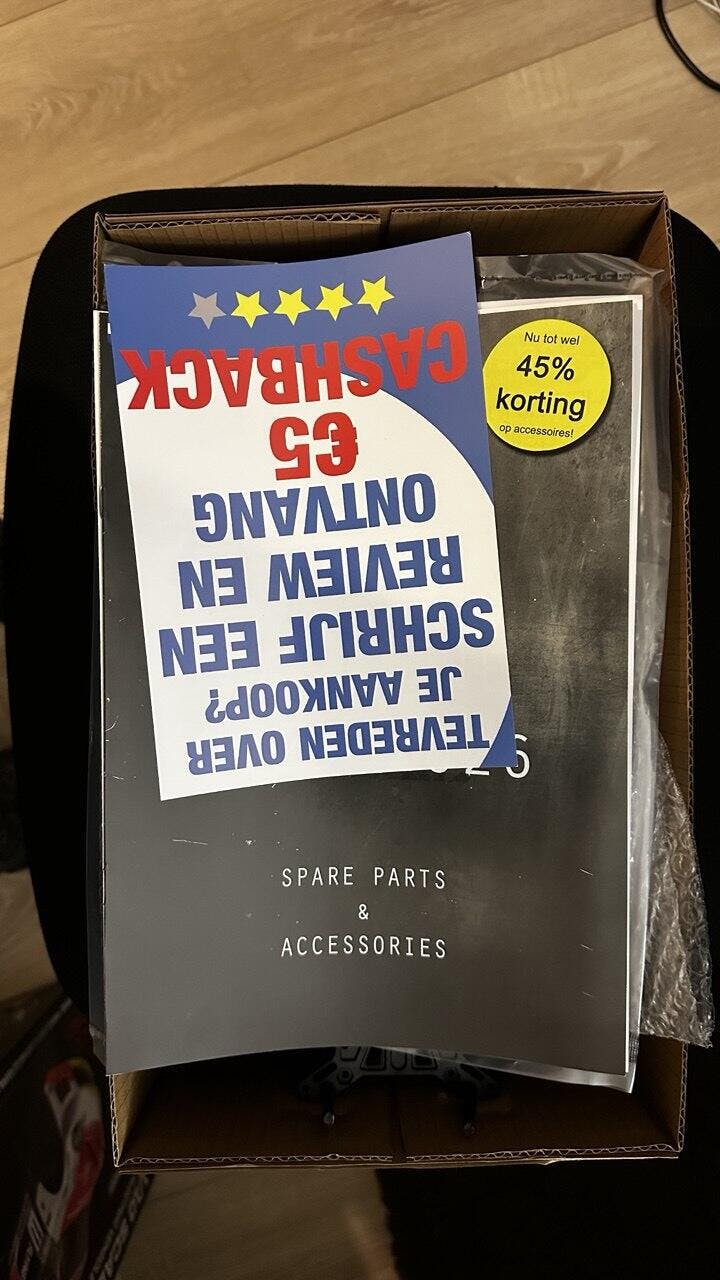 TEVREDEN OVER
JE AANKOOP?
SCHRIJF EEN
REVIEW EN
ONTVANG
€5
CASHBACK
Nu tot wel
45%
korting
op accessoires!
SPARE PARTS
&
ACCESSORIES